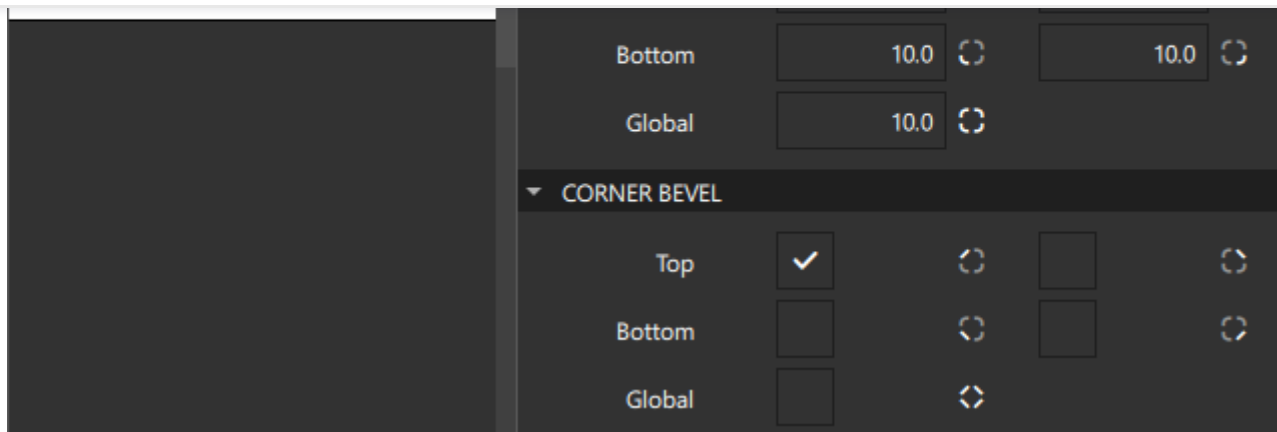 Bottom 10.0 10.0
Global 10.0
CORNER BEVEL
Top
Bottom
Global